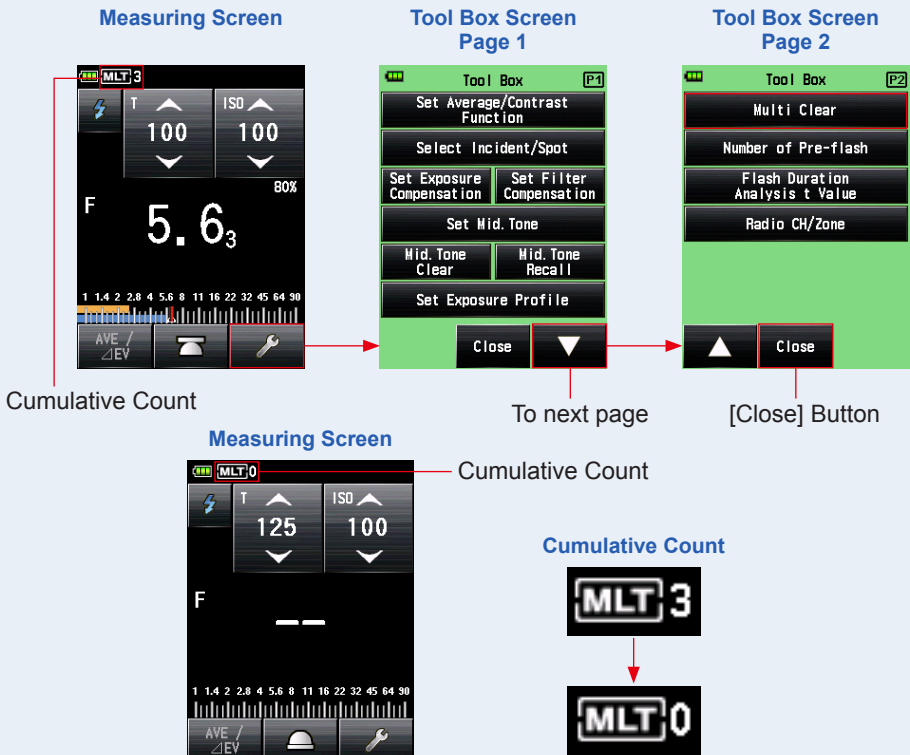 Measuring Screen
MLT 3
T
ISO
100
100
80%
F
5.6 3
1 1.4 2 2.8 4 5.6 8 11 16 22 32 45 64 90
AVE /
⊿EV
Cumulative Count
Tool Box Screen
Page 1
Tool Box P1
Set Average/Contrast
Function
Select Incident/Spot
Set Exposure
Compensation
Set Filter
Compensation
Set Mid. Tone
Mid. Tone
Clear
Mid. Tone
Recall
Set Exposure Profile
Close
To next page
Tool Box Screen
Page 2
Tool Box P2
Multi Clear
Number of Pre-flash
Flash Duration
Analysis t Value
Radio CH/Zone
Close
[Close] Button
Measuring Screen
MLT 0
Cumulative Count
T
ISO
125
100
F
--
1 1.4 2 2.8 4 5.6 8 11 16 22 32 45 64 90
AVE /
⊿EV
Cumulative Count
MLT 3
MLT 0